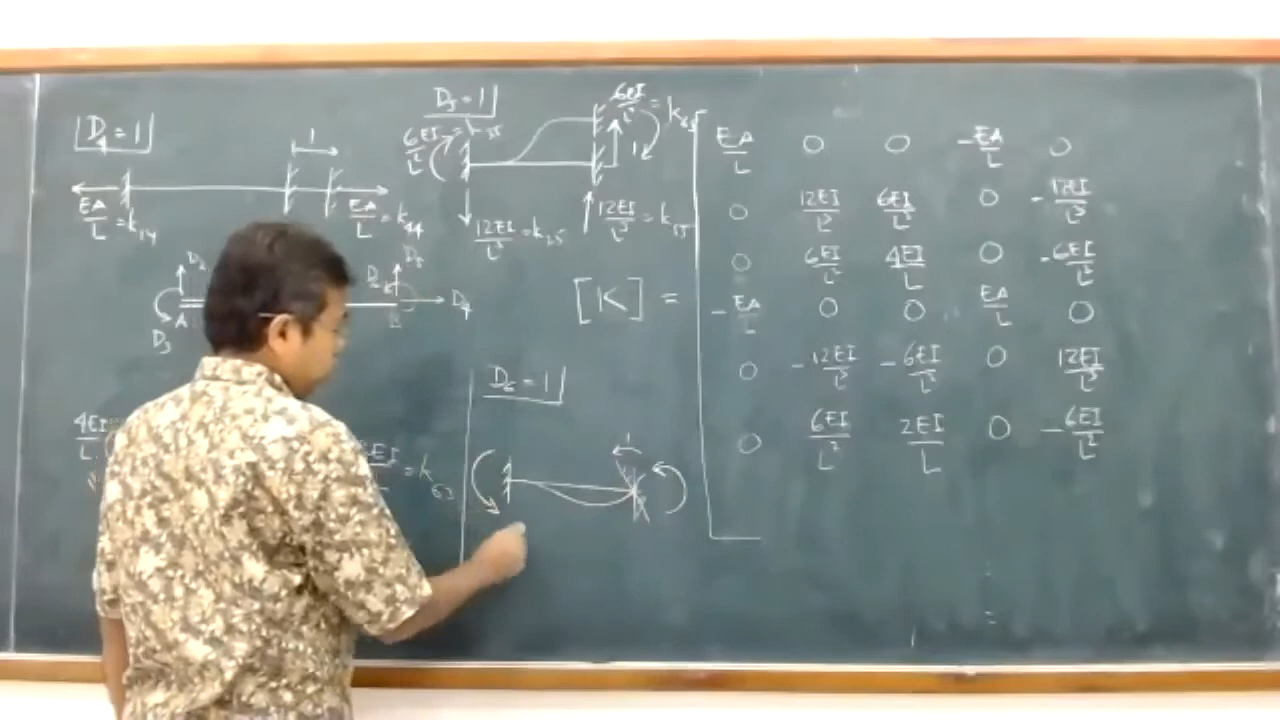 D₄ = 1
1
EA/L = k₁₄
EA/L = k₄₄
D₂
D₅
D₄
A
B
D₃
4EI/L
= k₆₃
D₅ = 1
6EI/L² = k₃₅
6EI/L² = k₆₅
1
12EI/L³ = k₂₅
12EI/L³ = k₅₅
D₆ = 1
1
[K] =
EA/L 0 0 -EA/L 0
0 12EI/L³ 6EI/L² 0 -12EI/L³
0 6EI/L² 4EI/L 0 -6EI/L²
-EA/L 0 0 EA/L 0
0 -12EI/L³ -6EI/L² 0 12EI/L³
0 6EI/L² 2EI/L 0 -6EI/L²